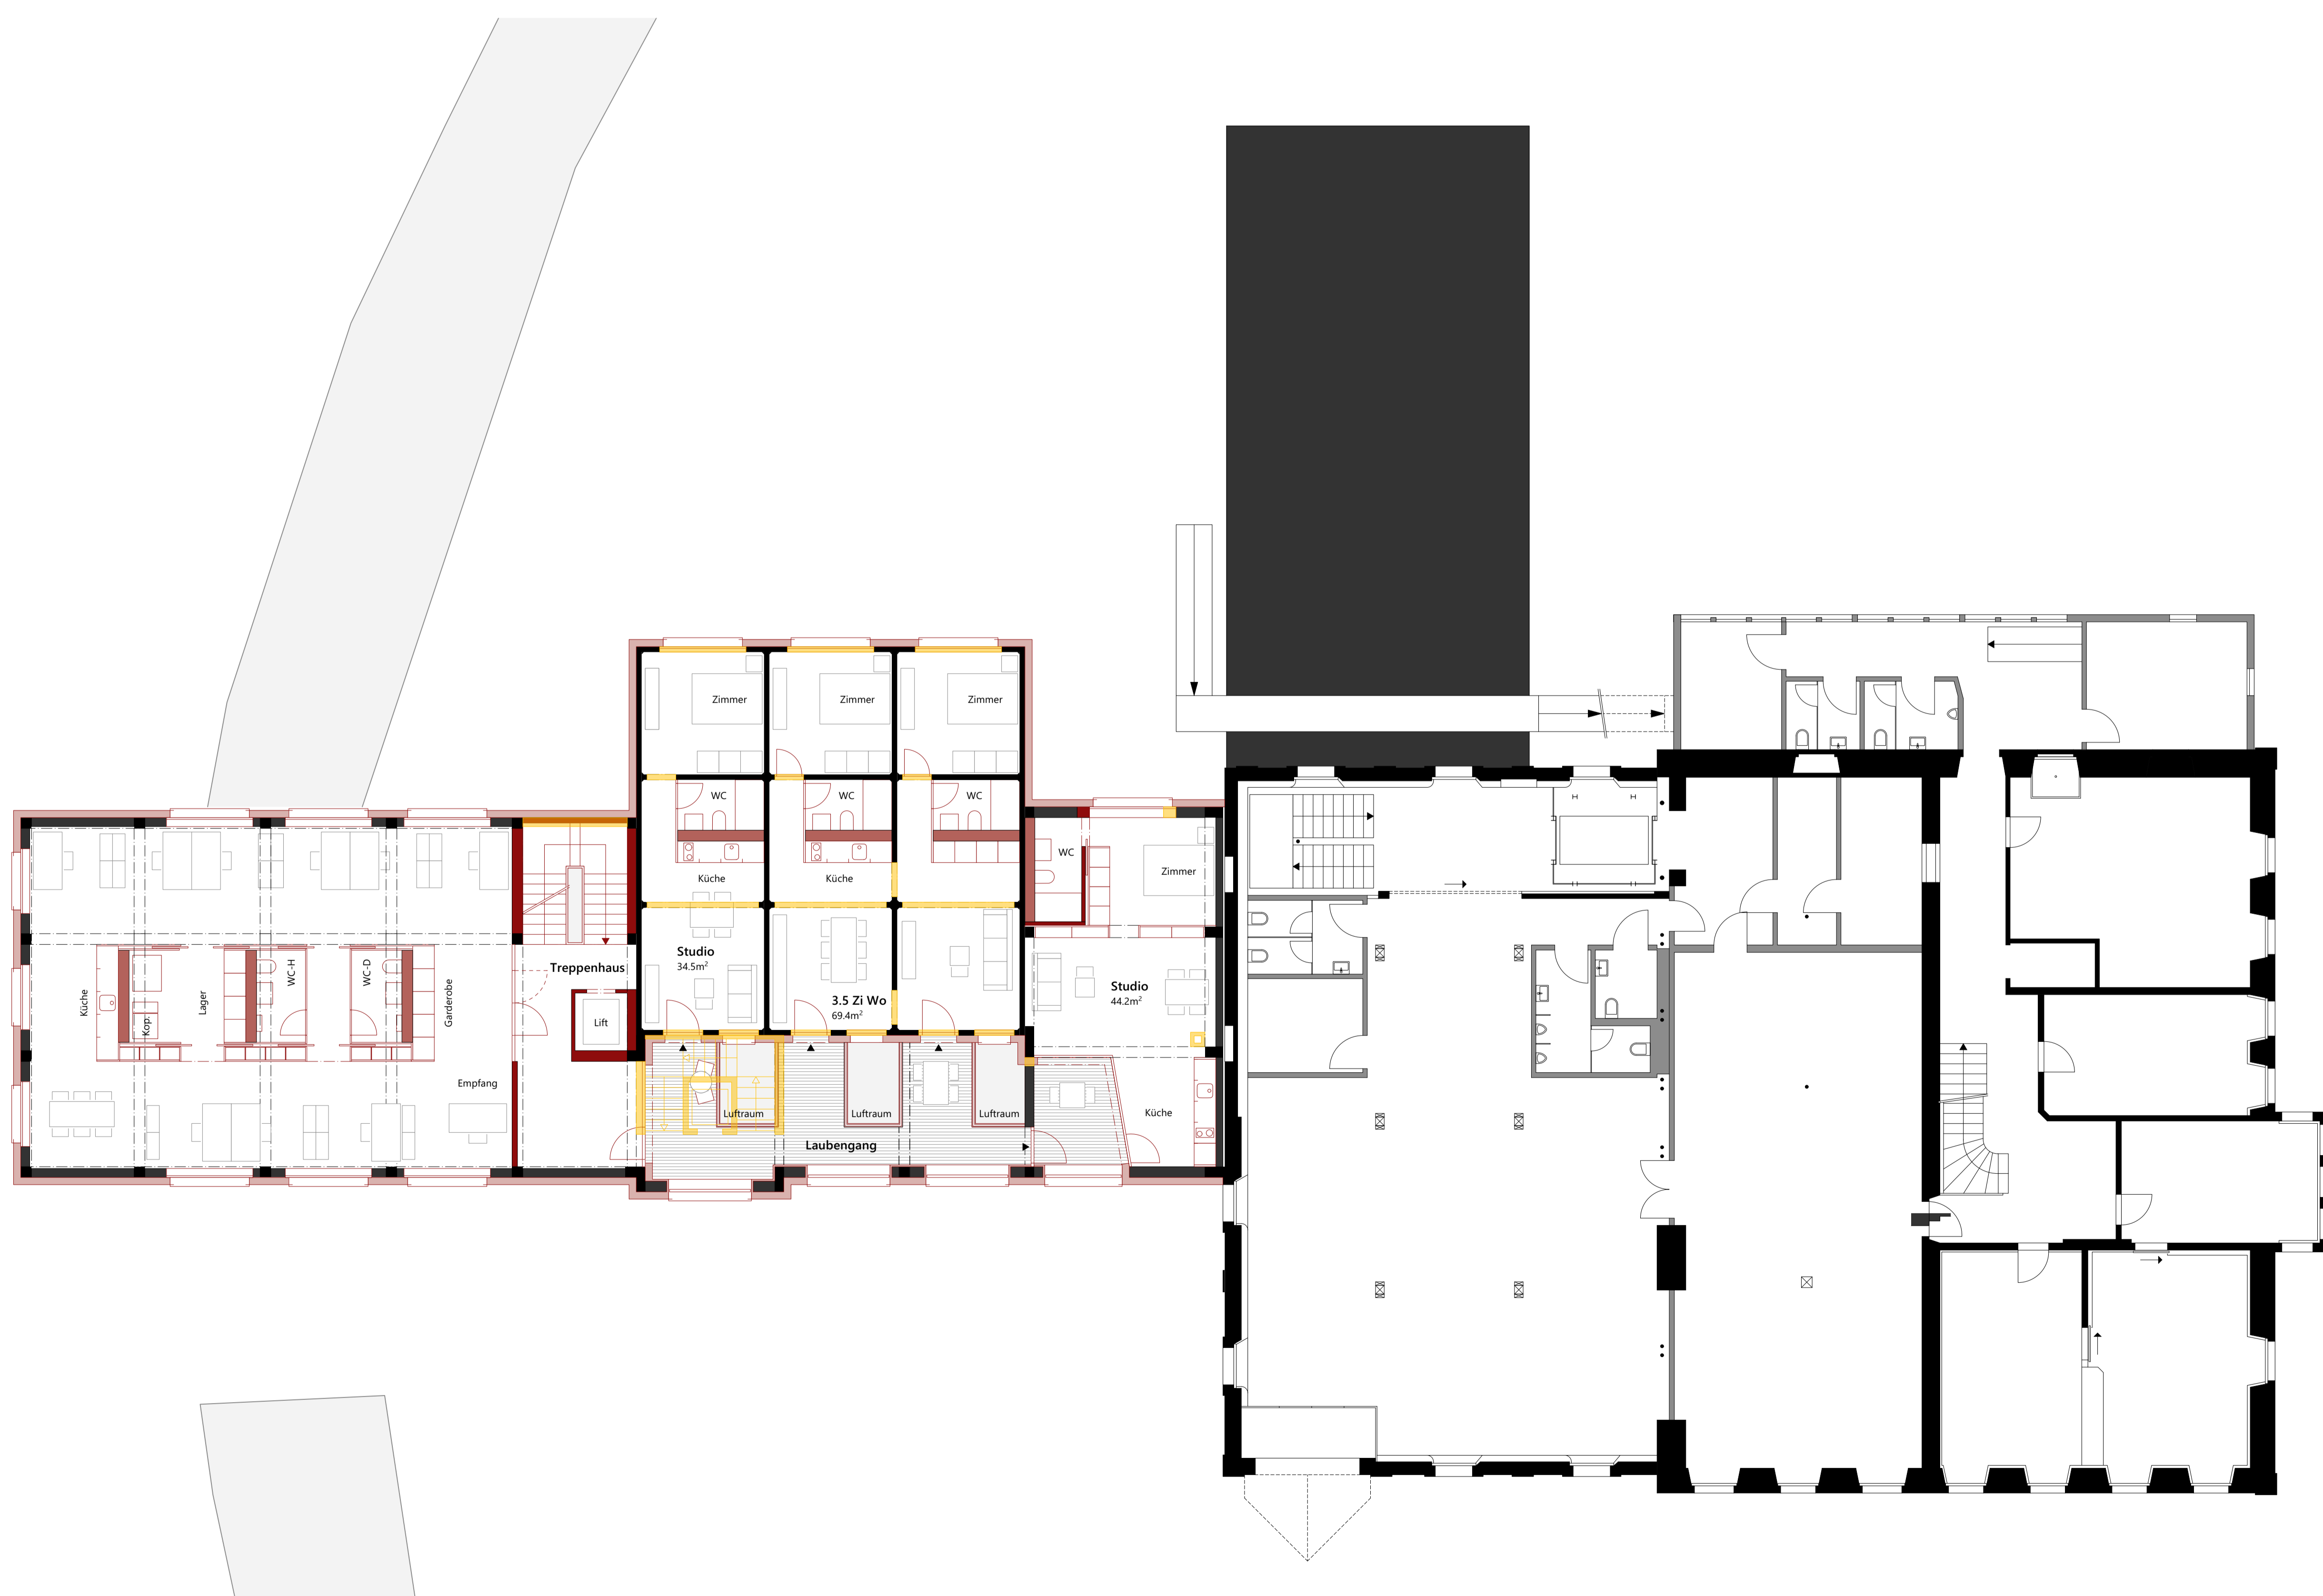 Zimmer
Zimmer
Zimmer
WC
WC
WC
WC
Küche
Küche
Zimmer
Küche
Kop.
Lager
WC-H
WC-D
Garderobe
Treppenhaus
Lift
Studio
34.5m²
3.5 Zi Wo
69.4m²
Studio
44.2m²
Empfang
Luftraum
Luftraum
Luftraum
Küche
Laubengang